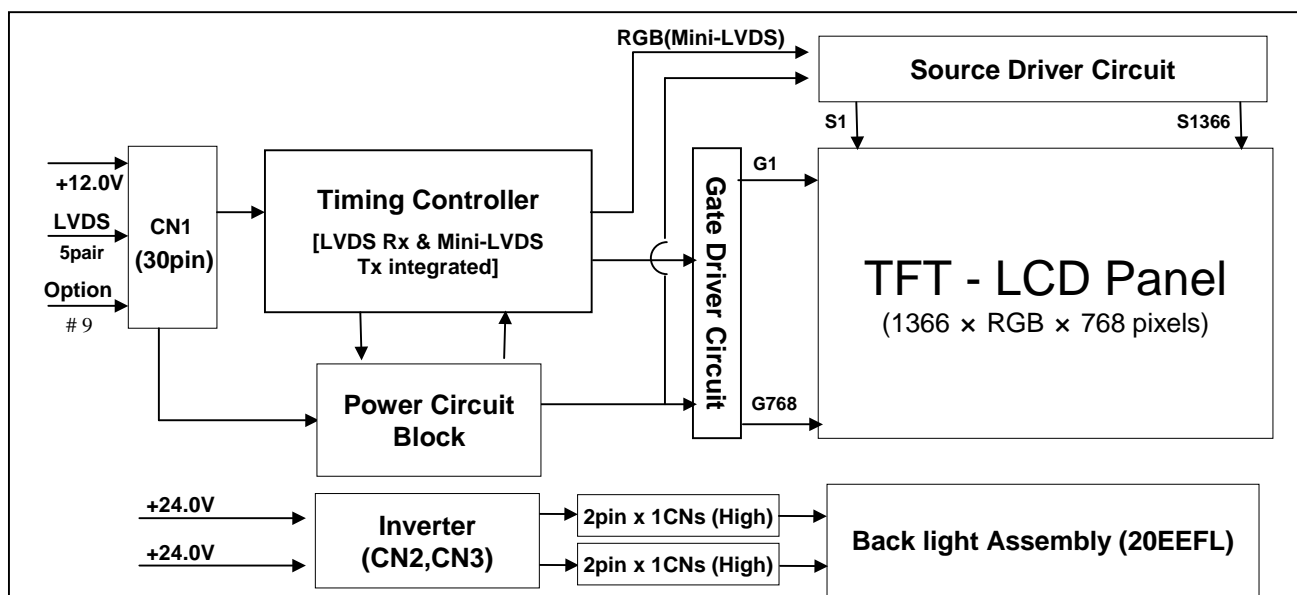 RGB(Mini-LVDS)
Source Driver Circuit
S1
S1366
+12.0V
LVDS
5pair
Option
# 9
CN1
(30pin)
Timing Controller
[LVDS Rx & Mini-LVDS
Tx integrated]
Gate Driver Circuit
G1
G768
TFT - LCD Panel
(1366 × RGB × 768 pixels)
Power Circuit
Block
+24.0V
+24.0V
Inverter
(CN2,CN3)
2pin x 1CNs (High)
2pin x 1CNs (High)
Back light Assembly (20EEFL)